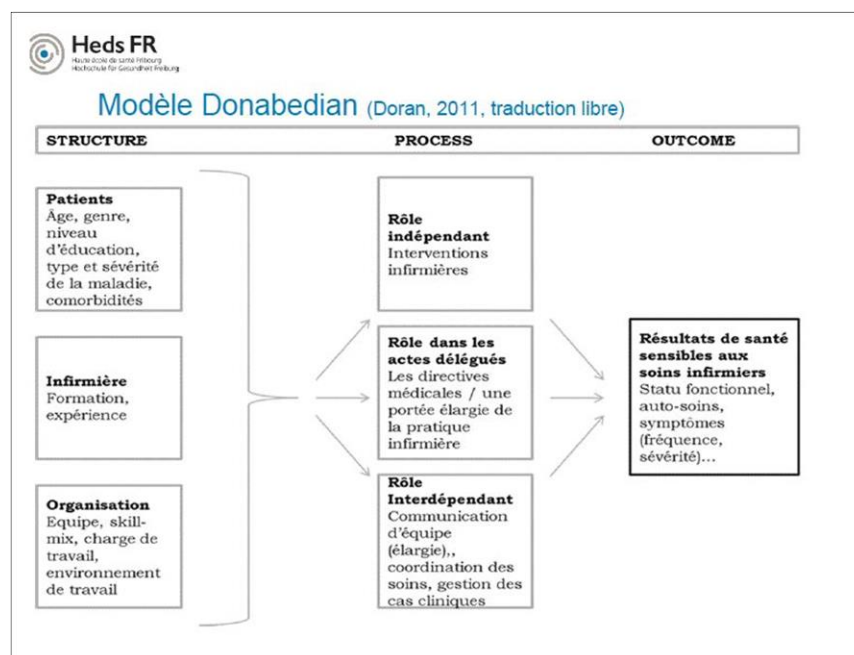 Heds FR
Haute école de santé Fribourg
Hochschule für Gesundheit Freiburg
Modèle Donabedian (Doran, 2011, traduction libre)
STRUCTURE PROCESS OUTCOME
Patients
Âge, genre,
niveau
d'éducation,
type et sévérité
de la maladie,
comorbidités
Infirmière
Formation,
expérience
Organisation
Equipe, skill-
mix, charge de
travail,
environnement
de travail
Rôle
indépendant
Interventions
infirmières
Rôle dans les
actes délégués
Les directives
médicales / une
portée élargie de
la pratique
infirmière
Rôle
Interdépendant
Communication
d'équipe
(élargie),,
coordination des
soins, gestion des
cas cliniques
Résultats de santé
sensibles aux
soins infirmiers
Statu fonctionnel,
auto-soins,
symptômes
(fréquence,
sévérité)...